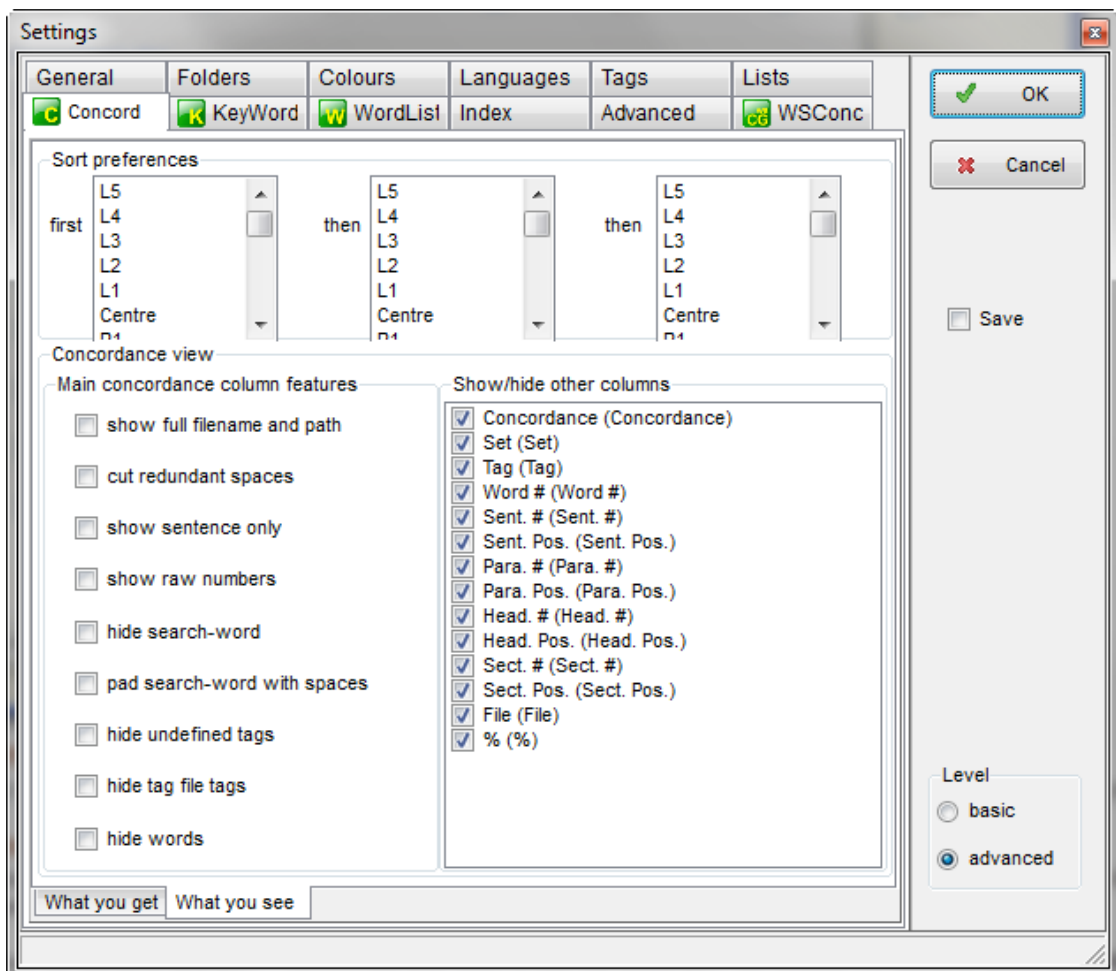 Settings
General Folders Colours Languages Tags Lists
Concord KeyWord WordList Index Advanced WSConc
OK
Cancel
Sort preferences
first
L5
L4
L3
L2
L1
Centre
R1
then
L5
L4
L3
L2
L1
Centre
R1
then
L5
L4
L3
L2
L1
Centre
R1
Save
Concordance view
Main concordance column features
show full filename and path
cut redundant spaces
show sentence only
show raw numbers
hide search-word
pad search-word with spaces
hide undefined tags
hide tag file tags
hide words
Show/hide other columns
Concordance (Concordance)
Set (Set)
Tag (Tag)
Word # (Word #)
Sent. # (Sent. #)
Sent. Pos. (Sent. Pos.)
Para. # (Para. #)
Para. Pos. (Para. Pos.)
Head. # (Head. #)
Head. Pos. (Head. Pos.)
Sect. # (Sect. #)
Sect. Pos. (Sect. Pos.)
File (File)
% (%)
Level
basic
advanced
What you get What you see